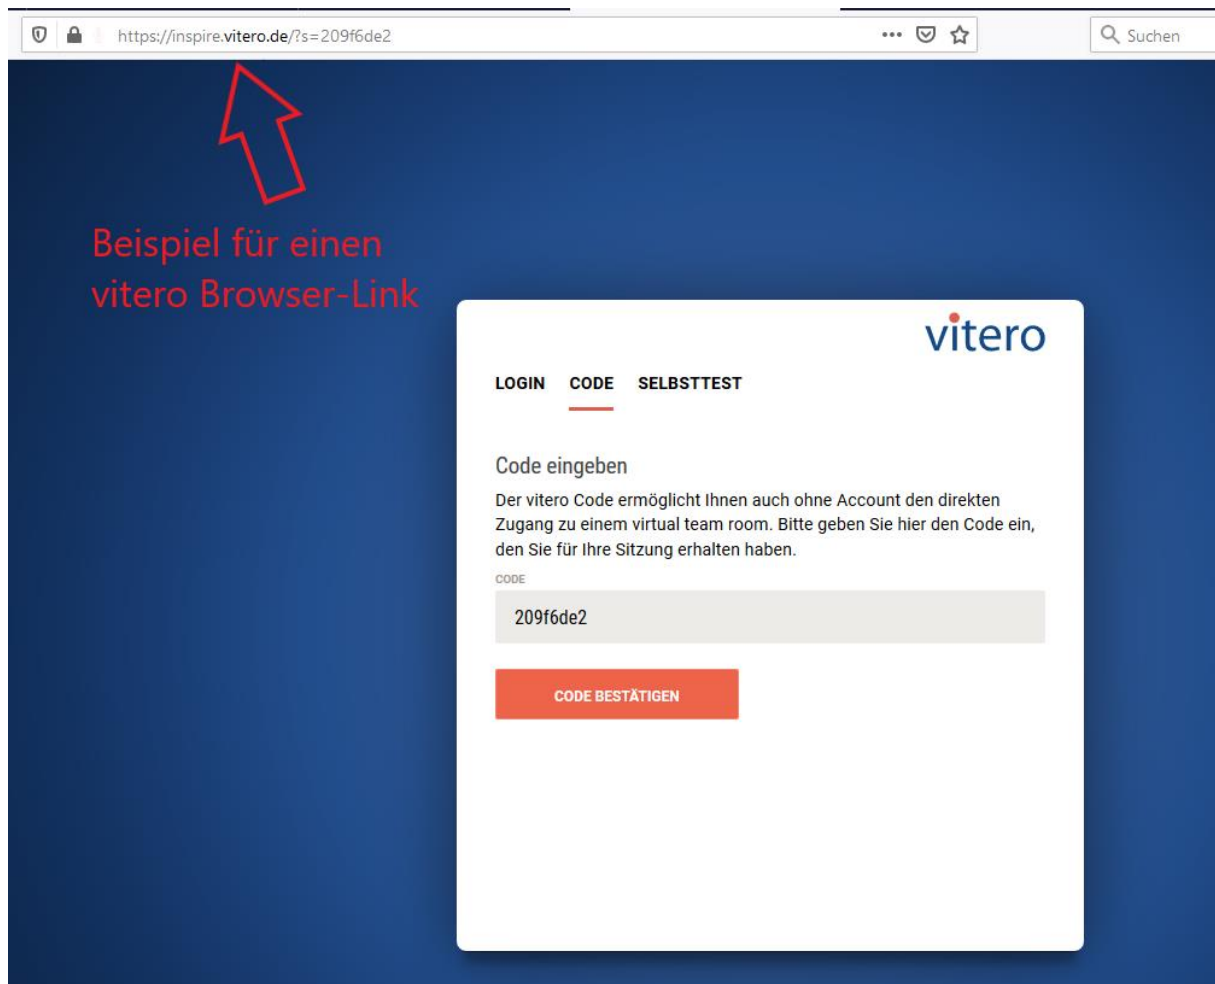 https://inspire.vitero.de/?s=209f6de2
Suchen
Beispiel für einen
vitero Browser-Link
vitero
LOGIN CODE SELBSTTEST
Code eingeben
Der vitero Code ermöglicht Ihnen auch ohne Account den direkten
Zugang zu einem virtual team room. Bitte geben Sie hier den Code ein,
den Sie für Ihre Sitzung erhalten haben.
CODE
209f6de2
CODE BESTÄTIGEN